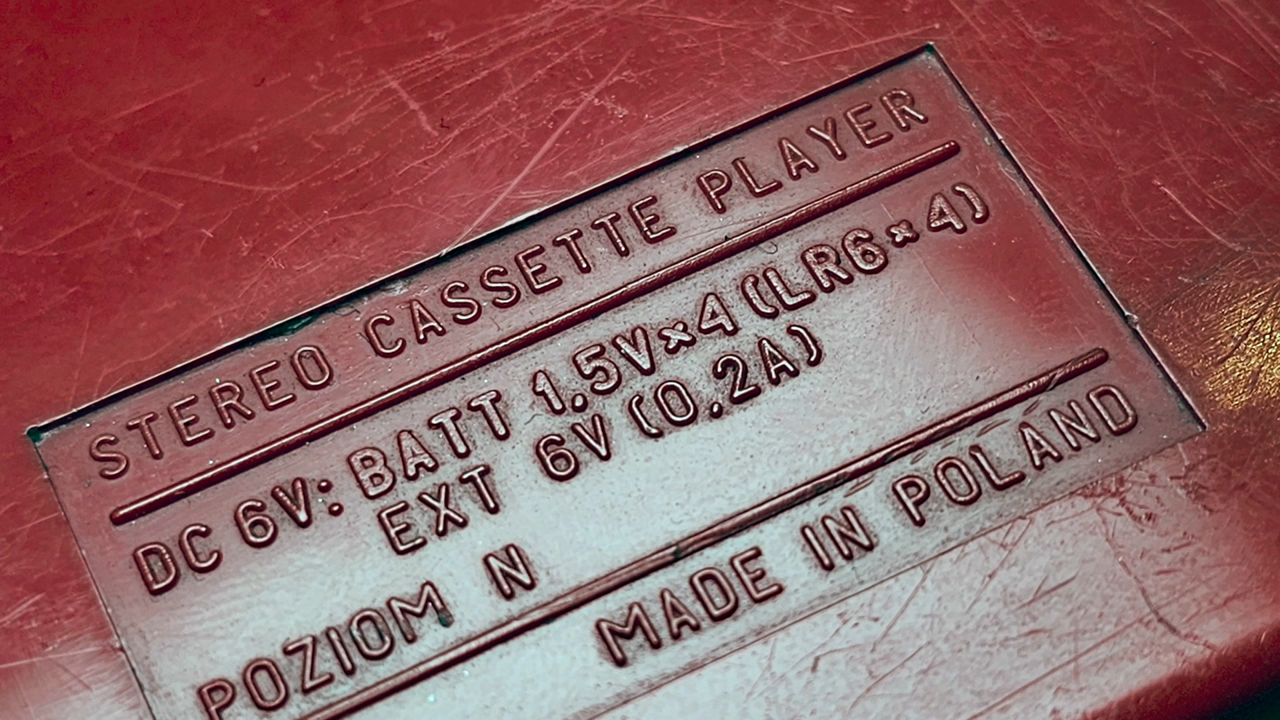 STEREO CASSETTE PLAYER
DC 6V: BATT 1.5V×4 (LR6×4)
EXT 6V (0.2A)
POZIOM N
MADE IN POLAND